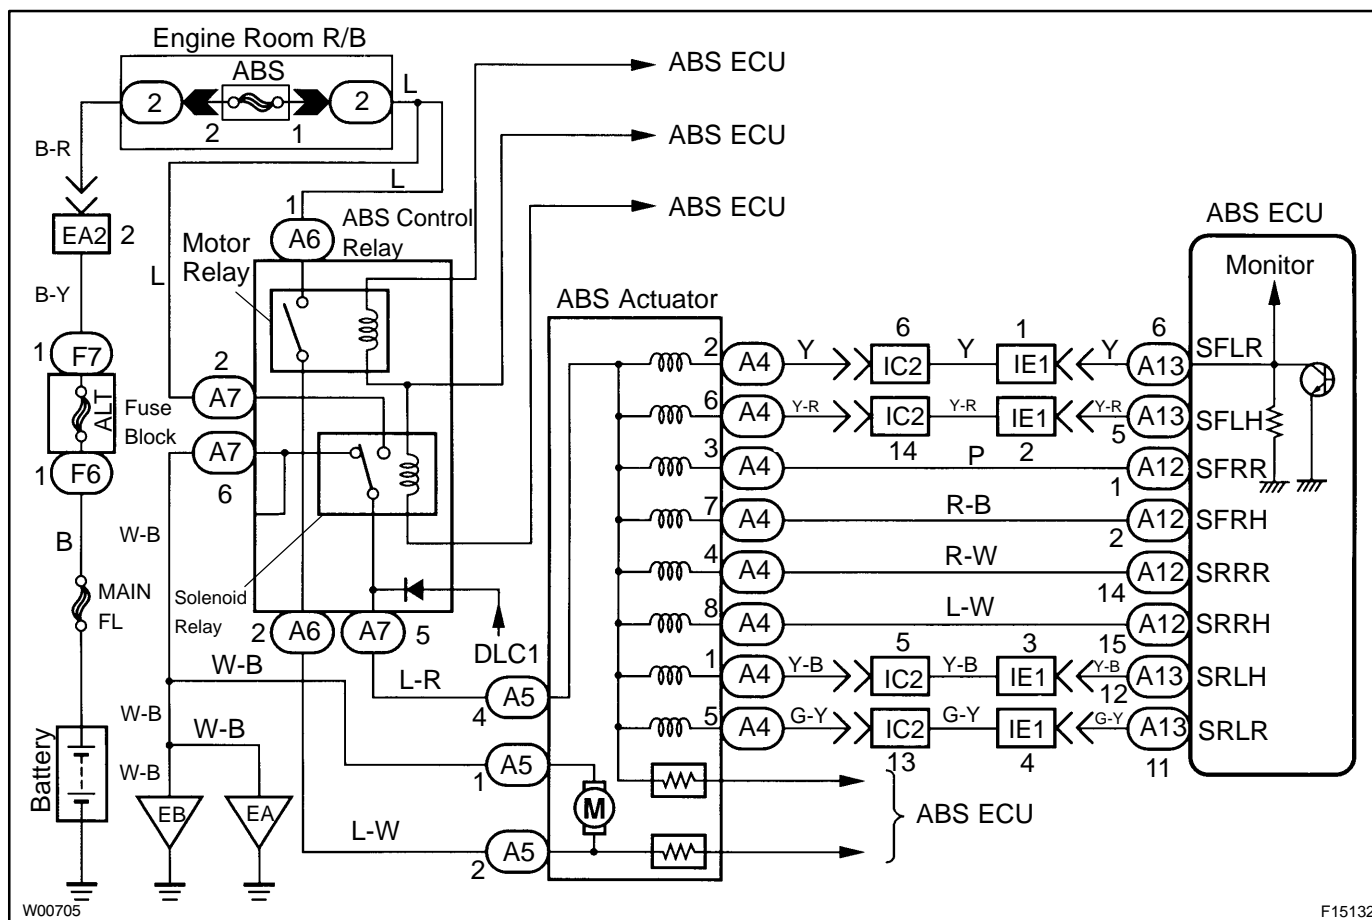 Engine Room R/B
ABS
2
2
2
1
L
B-R
EA2
2
B-Y
L
L
1
A6
ABS Control
Relay
Motor
Relay
1
F7
ALT
Fuse
Block
1
F6
2
A7
A7
6
B
W-B
MAIN
FL
Solenoid
Relay
2
A6
A7
5
DLC1
W-B
L-R
4
A5
W-B
W-B
W-B
1
A5
L-W
2
A5
Battery
EB
EA
ABS ECU
ABS ECU
ABS ECU
ABS Actuator
M
ABS ECU
2
A4
Y
6
IC2
Y
1
IE1
Y
6
A13
SFLR
6
A4
Y-R
IC2
14
Y-R
IE1
2
Y-R
5
A13
SFLH
3
A4
P
1
A12
SFRR
7
A4
R-B
2
A12
SFRH
4
A4
R-W
14
A12
SRRR
8
A4
L-W
15
A12
SRRH
1
A4
Y-B
5
IC2
Y-B
3
IE1
Y-B
12
A13
SRLH
5
A4
G-Y
IC2
13
G-Y
IE1
4
G-Y
A13
11
SRLR
ABS ECU
Monitor
W00705
F15132